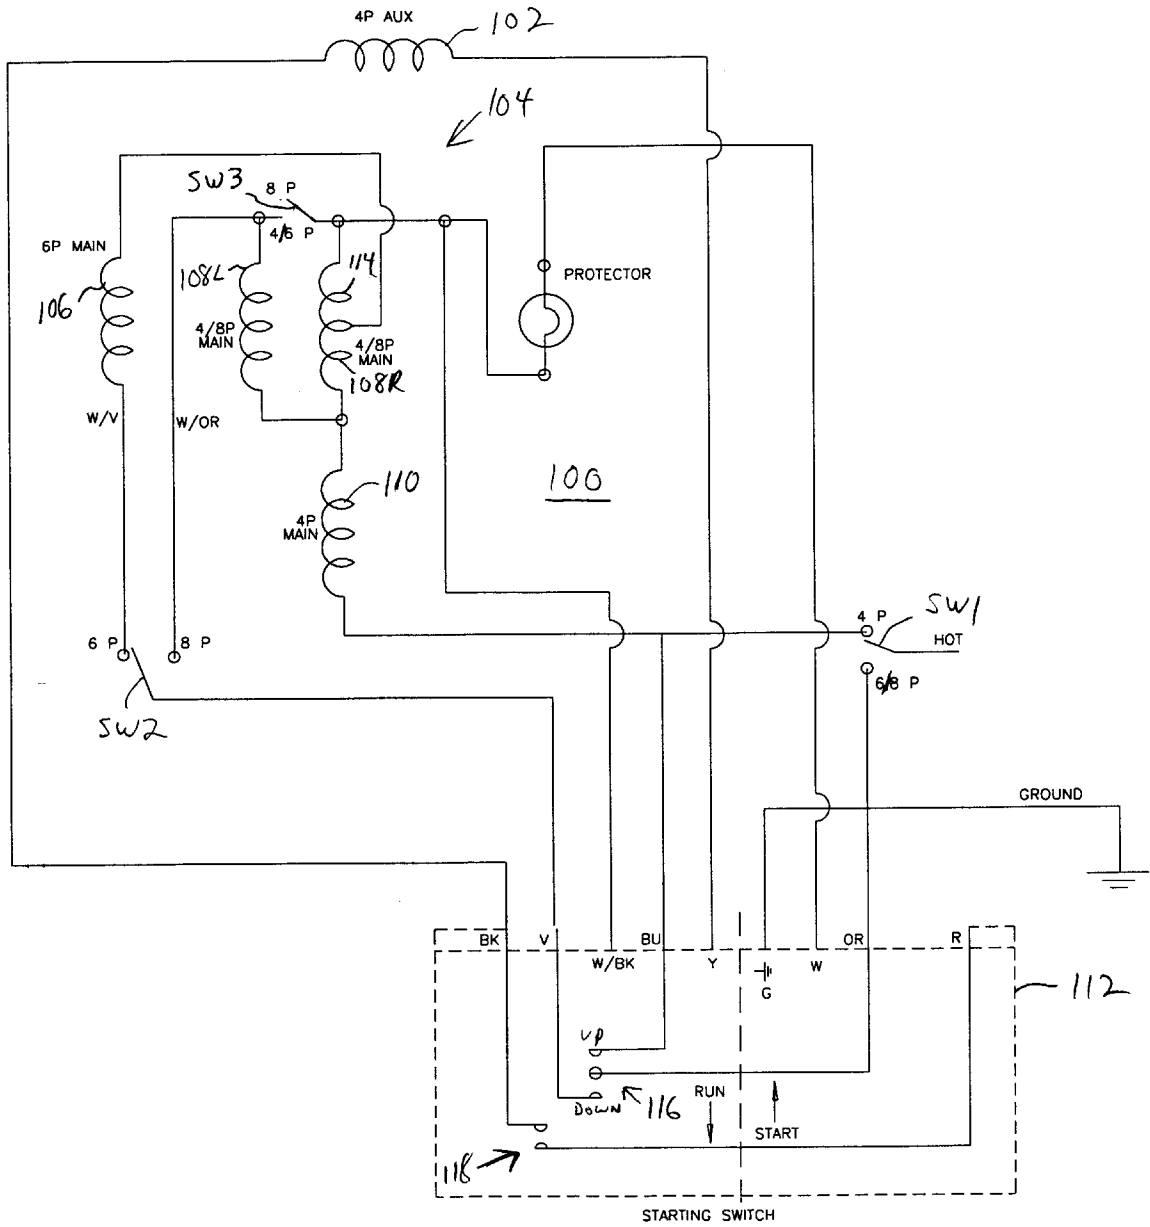 4P AUX
102
104
SW3
8 P
4/6 P
6P MAIN
106
108L
114
PROTECTOR
4/8P
MAIN
4/8P
MAIN
108R
W/V
W/OR
110
100
4P
MAIN
4 P
SW1
HOT
6 P
8 P
6/8 P
SW2
GROUND
BK
V
W/BK
BU
Y
G
W
OR
R
112
UP
DOWN
116
RUN
START
118
STARTING SWITCH